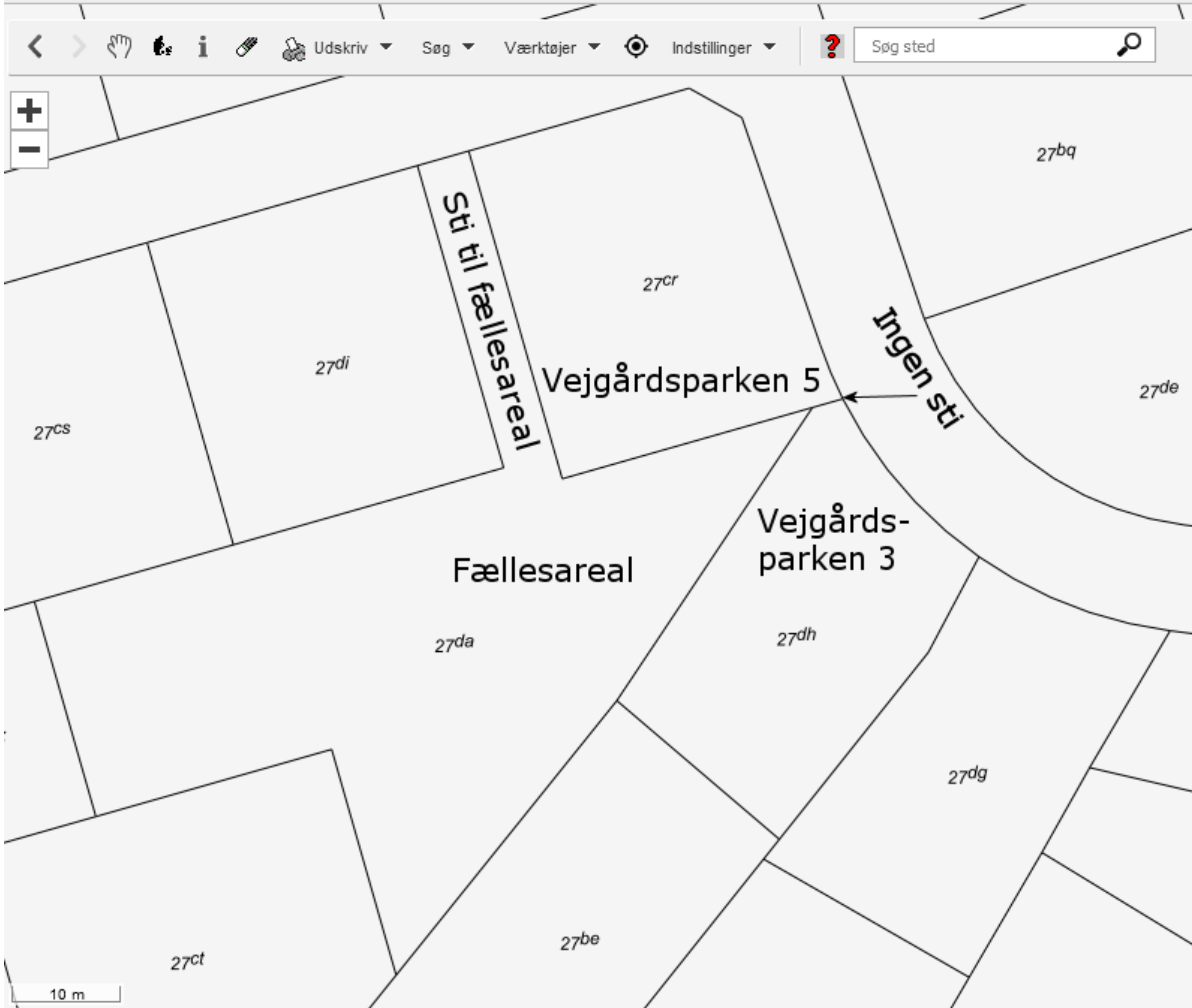 Udskriv Søg Værktøjer Indstillinger ? Søg sted
+
−
27bq
Sti til fællesareal
27cr
Ingen sti
27di
Vejgårdsparken 5
27de
27cs
Vejgårds-
parken 3
Fællesareal
27da
27dh
27dg
27be
27ct
10 m